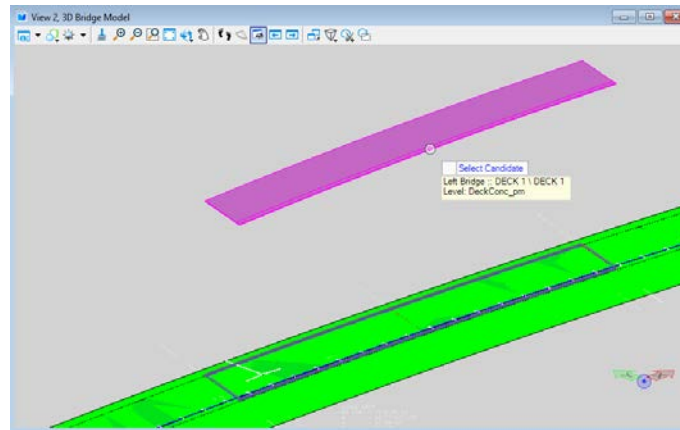 View 2, 3D Bridge Model
Select Candidate
Left Bridge :: DECK 1 \ DECK 1
Level: DeckConc_pm